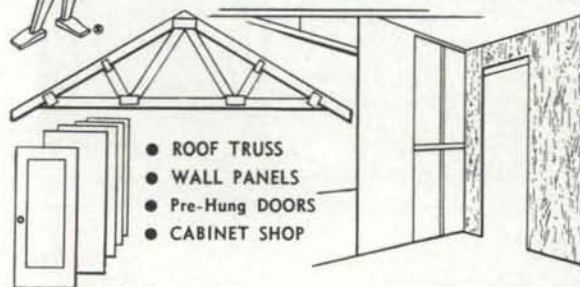 ● ROOF TRUSS
● WALL PANELS
● Pre-Hung DOORS
● CABINET SHOP